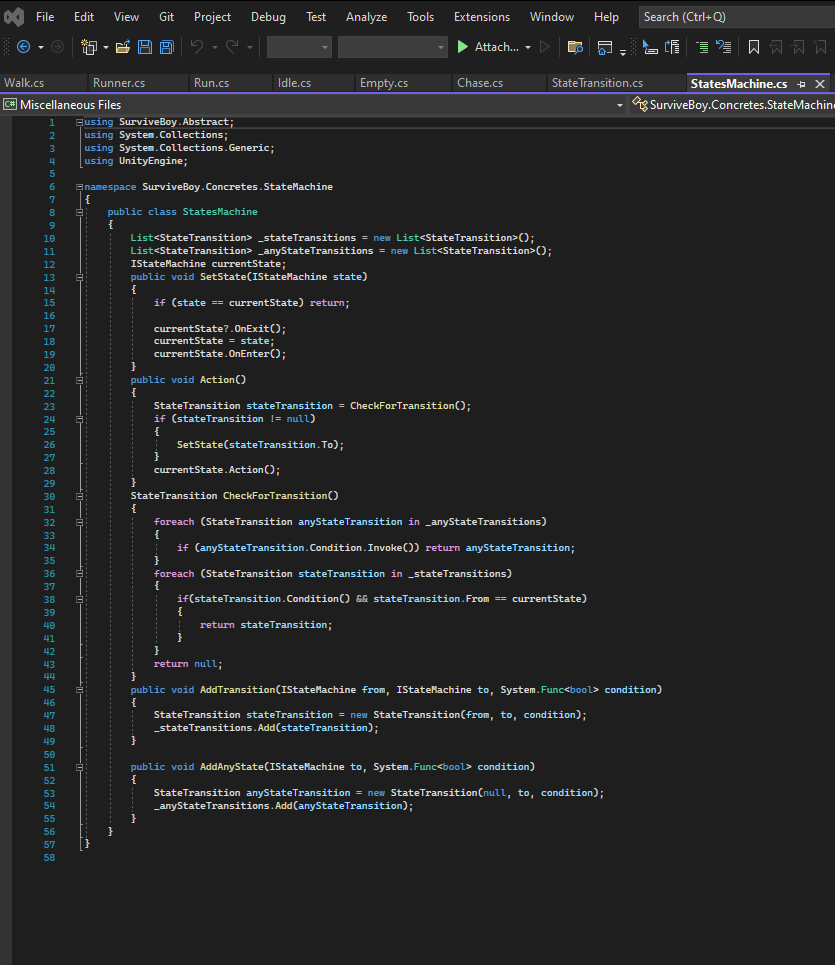 File Edit View Git Project Debug Test Analyze Tools Extensions Window Help Search (Ctrl+Q)
Attach...
Walk.cs Runner.cs Run.cs Idle.cs Empty.cs Chase.cs StateTransition.cs StatesMachine.cs
C# Miscellaneous Files SurviveBoy.Concretes.StateMachine
1 using SurviveBoy.Abstract;
2 using System.Collections;
3 using System.Collections.Generic;
4 using UnityEngine;
5
6 namespace SurviveBoy.Concretes.StateMachine
7 {
8 public class StatesMachine
9 {
10 List<StateTransition> _stateTransitions = new List<StateTransition>();
11 List<StateTransition> _anyStateTransitions = new List<StateTransition>();
12 IStateMachine currentState;
13 public void SetState(IStateMachine state)
14 {
15 if (state == currentState) return;
16
17 currentState?.OnExit();
18 currentState = state;
19 currentState.OnEnter();
20 }
21 public void Action()
22 {
23 StateTransition stateTransition = CheckForTransition();
24 if (stateTransition != null)
25 {
26 SetState(stateTransition.To);
27 }
28 currentState.Action();
29 }
30 StateTransition CheckForTransition()
31 {
32 foreach (StateTransition anyStateTransition in _anyStateTransitions)
33 {
34 if (anyStateTransition.Condition.Invoke()) return anyStateTransition;
35 }
36 foreach (StateTransition stateTransition in _stateTransitions)
37 {
38 if(stateTransition.Condition() && stateTransition.From == currentState)
39 {
40 return stateTransition;
41 }
42 }
43 return null;
44 }
45 public void AddTransition(IStateMachine from, IStateMachine to, System.Func<bool> condition)
46 {
47 StateTransition stateTransition = new StateTransition(from, to, condition);
48 _stateTransitions.Add(stateTransition);
49 }
50
51 public void AddAnyState(IStateMachine to, System.Func<bool> condition)
52 {
53 StateTransition anyStateTransition = new StateTransition(null, to, condition);
54 _anyStateTransitions.Add(anyStateTransition);
55 }
56 }
57 }
58